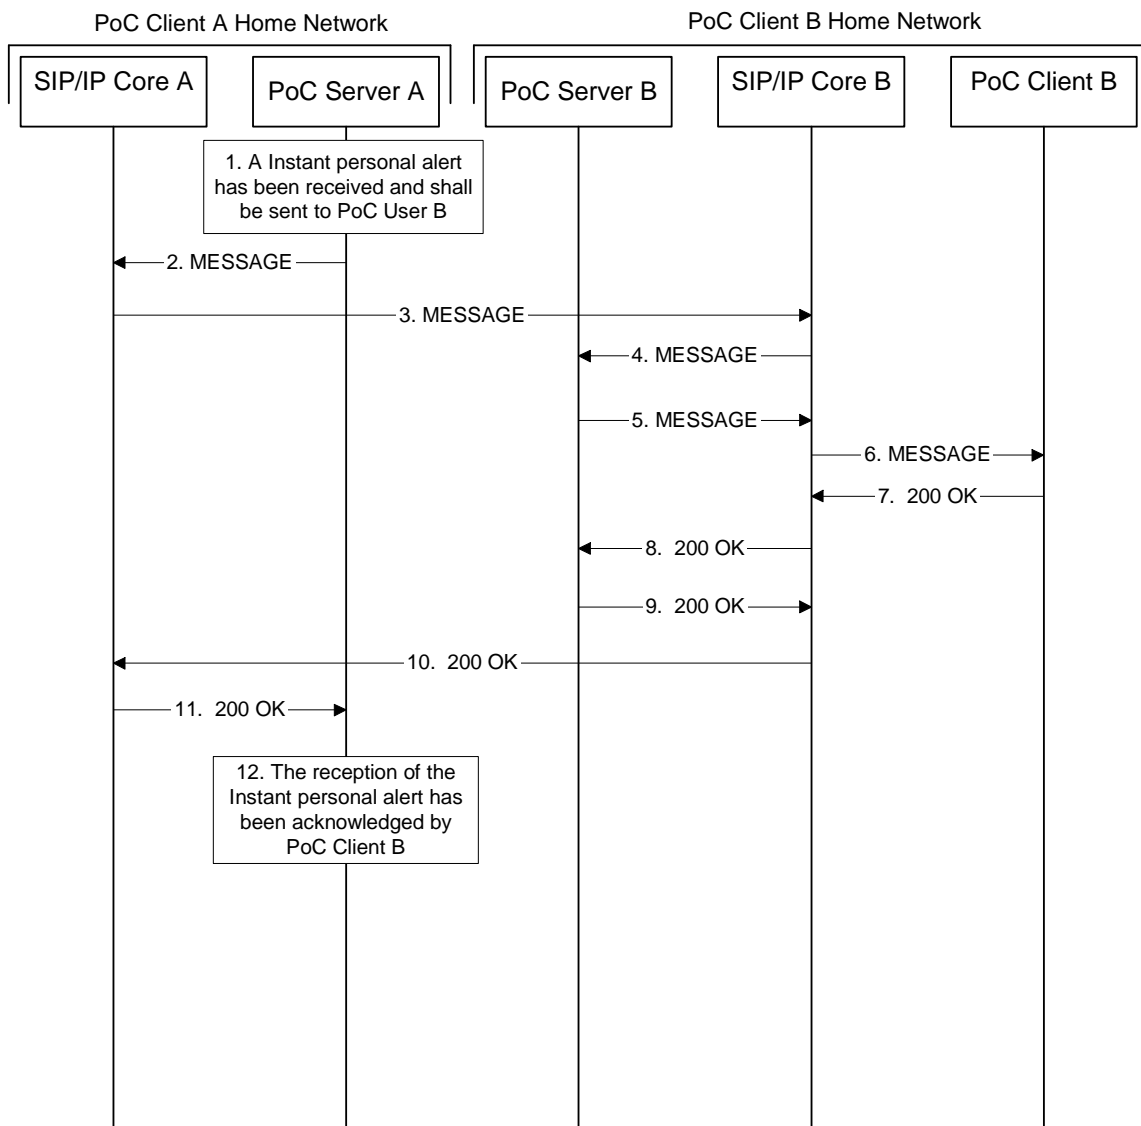 PoC Client A Home Network
PoC Client B Home Network
SIP/IP Core A
PoC Server A
PoC Server B
SIP/IP Core B
PoC Client B
1. A Instant personal alert
has been received and shall
be sent to PoC User B
2. MESSAGE
3. MESSAGE
4. MESSAGE
5. MESSAGE
6. MESSAGE
7.  200 OK
8.  200 OK
9.  200 OK
10.  200 OK
11.  200 OK
12. The reception of the
Instant personal alert has
been acknowledged by
PoC Client B